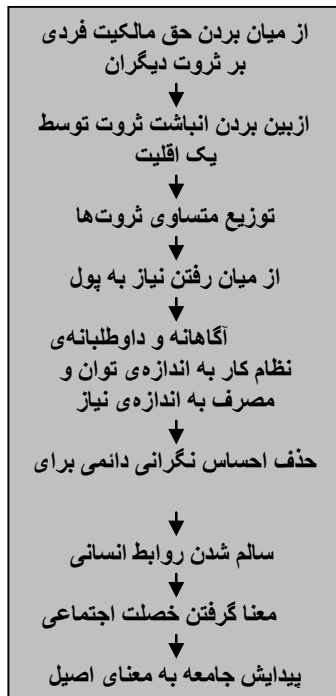 از میان بردن حق مالکیت فردی
بر ثروت دیگران
ازبین بردن انباشت ثروت توسط
یک اقلیت
توزیع متساوی ثروت‌ها
از میان رفتن نیاز به پول
آگاهانه و داوطلبانه‌ی
نظام کار به اندازه‌ی توان و
مصرف به اندازه‌ی نیاز
حذف احساس نگرانی دائمی برای
سالم شدن روابط انسانی
معنا گرفتن خصلت اجتماعی
پیدایش جامعه به معنای اصیل